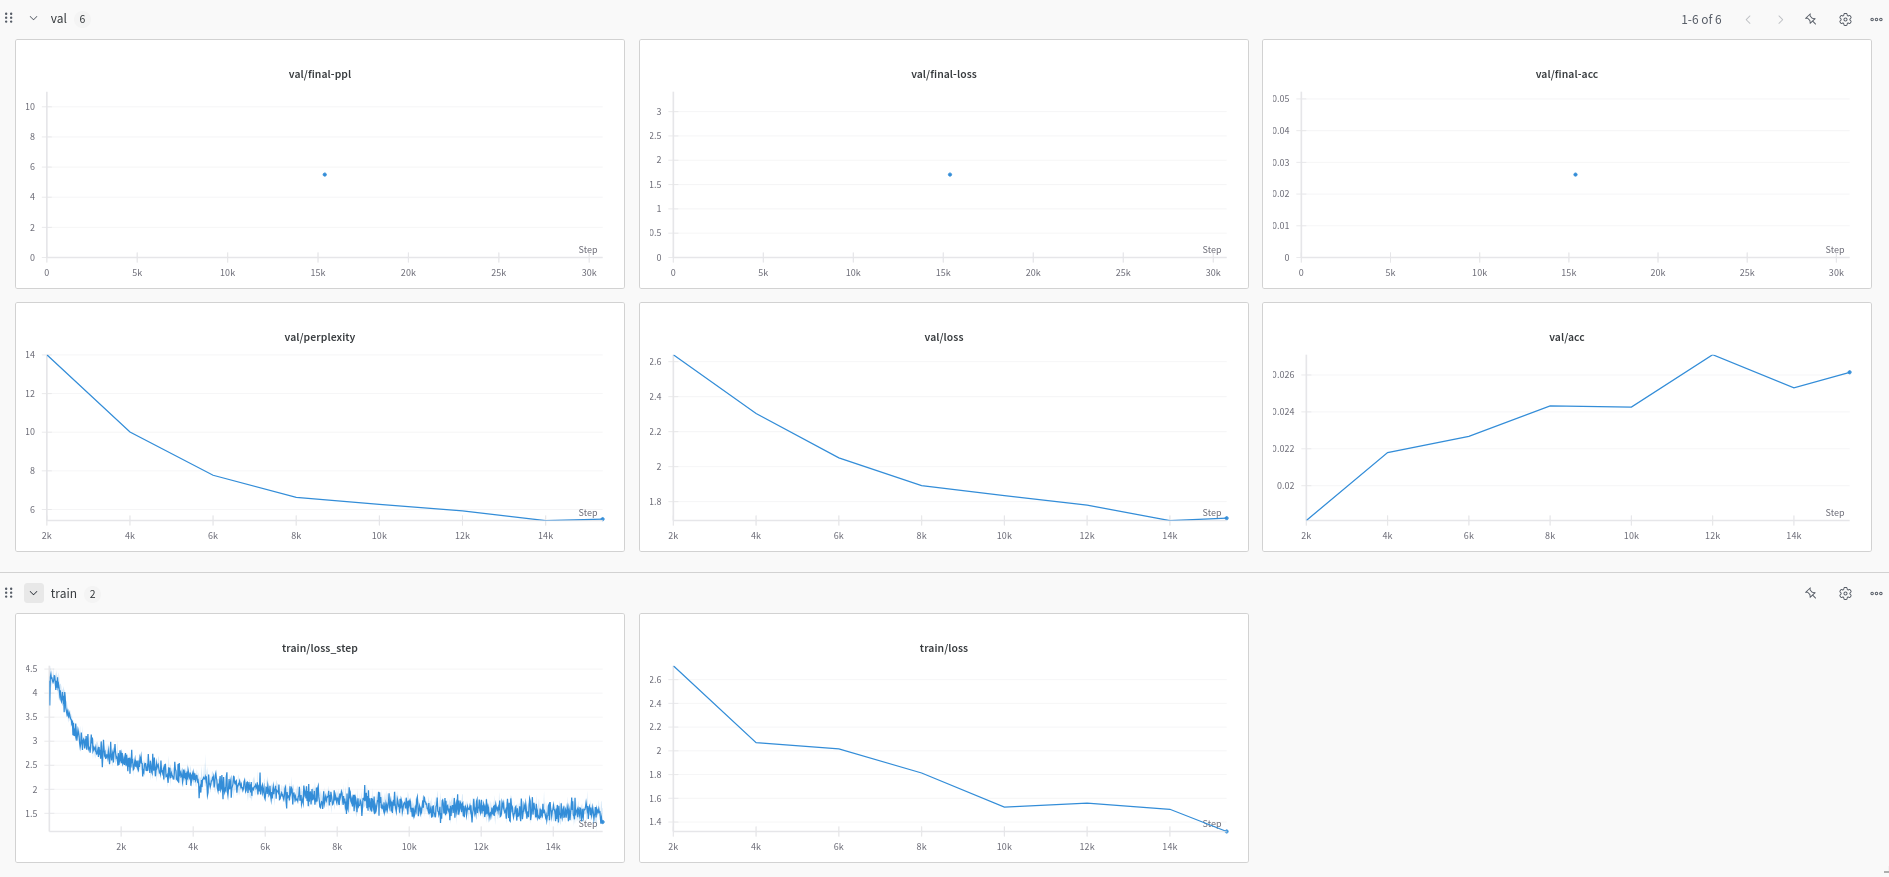 val 6 1-6 of 6
val/final-ppl
10
8
6
4
2
0
Step
0 5k 10k 15k 20k 25k 30k
val/final-loss
3
2.5
2
1.5
1
0.5
0
Step
0 5k 10k 15k 20k 25k 30k
val/final-acc
0.05
0.04
0.03
0.02
0.01
0
Step
0 5k 10k 15k 20k 25k 30k
val/perplexity
14
12
10
8
6
Step
2k 4k 6k 8k 10k 12k 14k
val/loss
2.6
2.4
2.2
2
1.8
Step
2k 4k 6k 8k 10k 12k 14k
val/acc
0.026
0.024
0.022
0.02
Step
2k 4k 6k 8k 10k 12k 14k
train 2
train/loss_step
4.5
4
3.5
3
2.5
2
1.5
Step
2k 4k 6k 8k 10k 12k 14k
train/loss
2.6
2.4
2.2
2
1.8
1.6
1.4
Step
2k 4k 6k 8k 10k 12k 14k